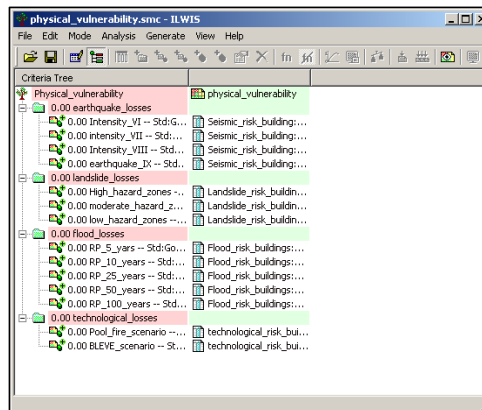 physical_vulnerability.smc - ILWIS
File Edit Mode Analysis Generate View Help
fn
Criteria Tree
Physical_vulnerability physical_vulnerability
0.00 earthquake_losses
0.00 Intensity_VI -- Std:G... Seismic_risk_building:...
0.00 intensity_VII -- Std:... Seismic_risk_building:...
0.00 Intensity_VIII -- Std:... Seismic_risk_building:...
0.00 earthquake_IX -- Std:... Seismic_risk_building:...
0.00 landslide_losses
0.00 High_hazard_zones -... Landslide_risk_buildin...
0.00 moderate_hazard_z... Landslide_risk_buildin...
0.00 low_hazard_zones --... Landslide_risk_buildin...
0.00 flood_losses
0.00 RP_5_yars -- Std:Go... Flood_risk_buildings:...
0.00 RP_10_years -- Std:... Flood_risk_buildings:...
0.00 RP_25_years -- Std:... Flood_risk_buildings:...
0.00 RP_50_years -- Std:... Flood_risk_buildings:...
0.00 RP_100_years -- Std:... Flood_risk_buildings:...
0.00 technological_losses
0.00 Pool_fire_scenario --... technological_risk_bui...
0.00 BLEVE_scenario -- St... technological_risk_bui...